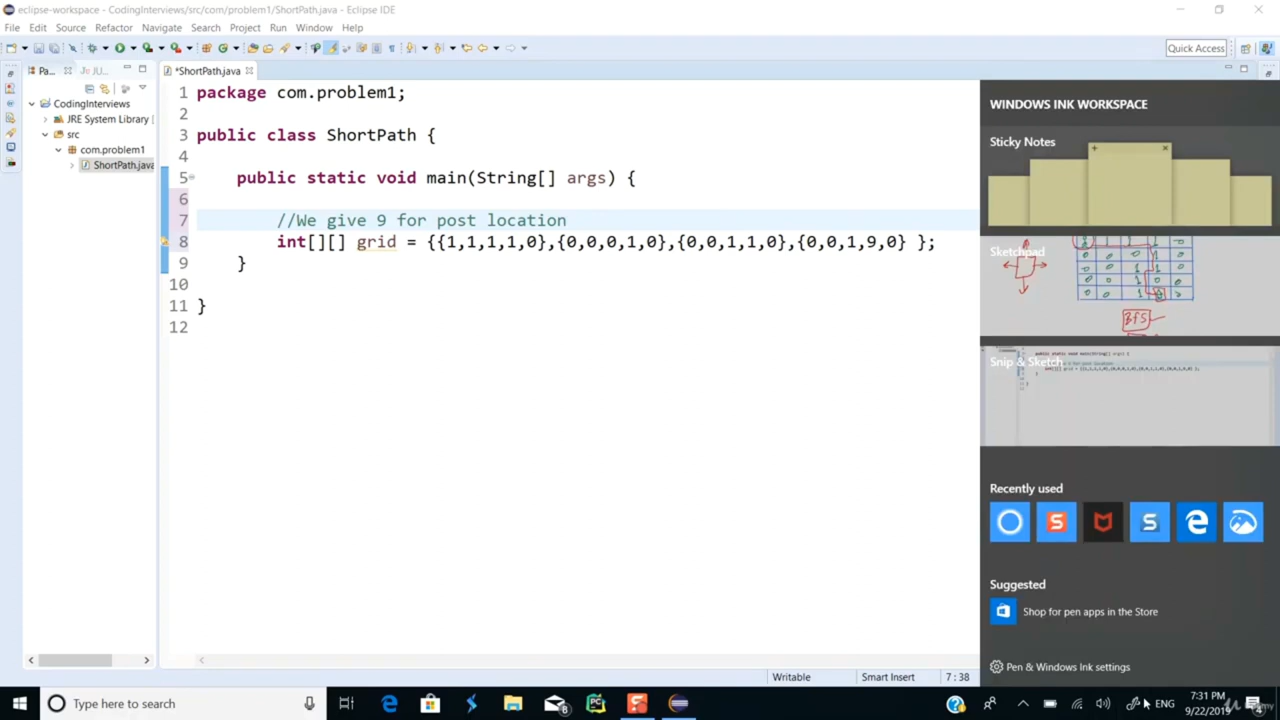 eclipse-workspace - CodingInterviews/src/com/problem1/ShortPath.java - Eclipse IDE
File Edit Source Refactor Navigate Search Project Run Window Help
Quick Access
Pa... JU...
*ShortPath.java
CodingInterviews
JRE System Library
src
com.problem1
ShortPath.java
1 package com.problem1;
2
3 public class ShortPath {
4
5 public static void main(String[] args) {
6
7 //We give 9 for post location
8 int[][] grid = {{1,1,1,1,0},{0,0,0,1,0},{0,0,1,1,0},{0,0,1,9,0} };
9 }
10
11 }
12
WINDOWS INK WORKSPACE
Sticky Notes
Sketchpad
BfS
Snip & Sketch
Recently used
Suggested
Shop for pen apps in the Store
Pen & Windows Ink settings
Writable Smart Insert 7 : 38
Type here to search
ENG
7:31 PM